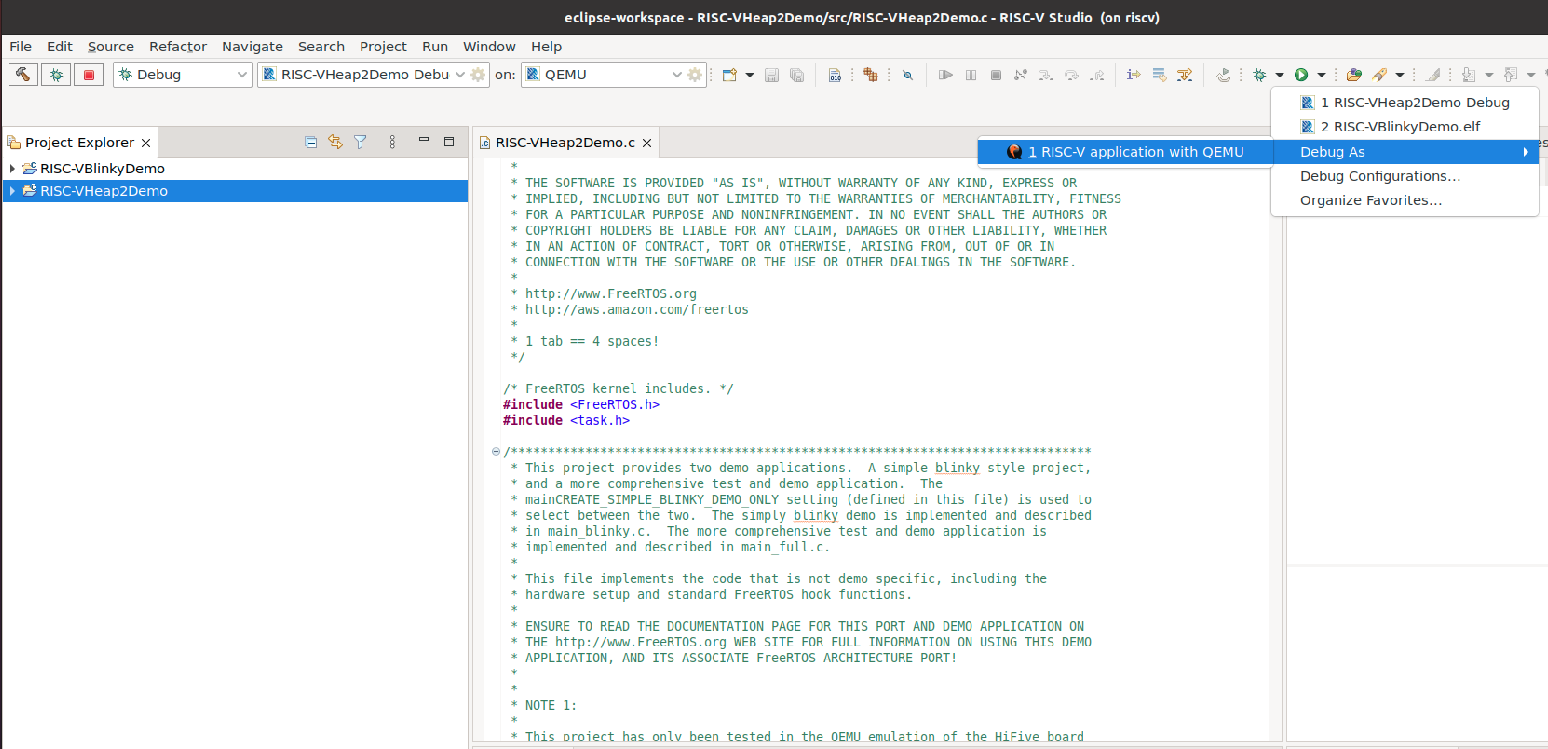 eclipse-workspace - RISC-VHeap2Demo/src/RISC-VHeap2Demo.c - RISC-V Studio (on riscv)
File Edit Source Refactor Navigate Search Project Run Window Help
Debug RISC-VHeap2Demo Debu on: QEMU
1 RISC-VHeap2Demo Debug
2 RISC-VBlinkyDemo.elf
Debug As
Debug Configurations...
Organize Favorites...
1 RISC-V application with QEMU
Project Explorer
RISC-VBlinkyDemo
RISC-VHeap2Demo
RISC-VHeap2Demo.c
*
* THE SOFTWARE IS PROVIDED "AS IS", WITHOUT WARRANTY OF ANY KIND, EXPRESS OR
* IMPLIED, INCLUDING BUT NOT LIMITED TO THE WARRANTIES OF MERCHANTABILITY, FITNESS
* FOR A PARTICULAR PURPOSE AND NONINFRINGEMENT. IN NO EVENT SHALL THE AUTHORS OR
* COPYRIGHT HOLDERS BE LIABLE FOR ANY CLAIM, DAMAGES OR OTHER LIABILITY, WHETHER
* IN AN ACTION OF CONTRACT, TORT OR OTHERWISE, ARISING FROM, OUT OF OR IN
* CONNECTION WITH THE SOFTWARE OR THE USE OR OTHER DEALINGS IN THE SOFTWARE.
*
* http://www.FreeRTOS.org
* http://aws.amazon.com/freertos
*
* 1 tab == 4 spaces!
*/
/* FreeRTOS kernel includes. */
#include <FreeRTOS.h>
#include <task.h>
/******************************************************************************
* This project provides two demo applications.  A simple blinky style project,
* and a more comprehensive test and demo application.  The
* mainCREATE_SIMPLE_BLINKY_DEMO_ONLY setting (defined in this file) is used to
* select between the two.  The simply blinky demo is implemented and described
* in main_blinky.c.  The more comprehensive test and demo application is
* implemented and described in main_full.c.
*
* This file implements the code that is not demo specific, including the
* hardware setup and standard FreeRTOS hook functions.
*
* ENSURE TO READ THE DOCUMENTATION PAGE FOR THIS PORT AND DEMO APPLICATION ON
* THE http://www.FreeRTOS.org WEB SITE FOR FULL INFORMATION ON USING THIS DEMO
* APPLICATION, AND ITS ASSOCIATE FreeRTOS ARCHITECTURE PORT!
*
*
* NOTE 1:
*
* This project has only been tested in the QEMU emulation of the HiFive board